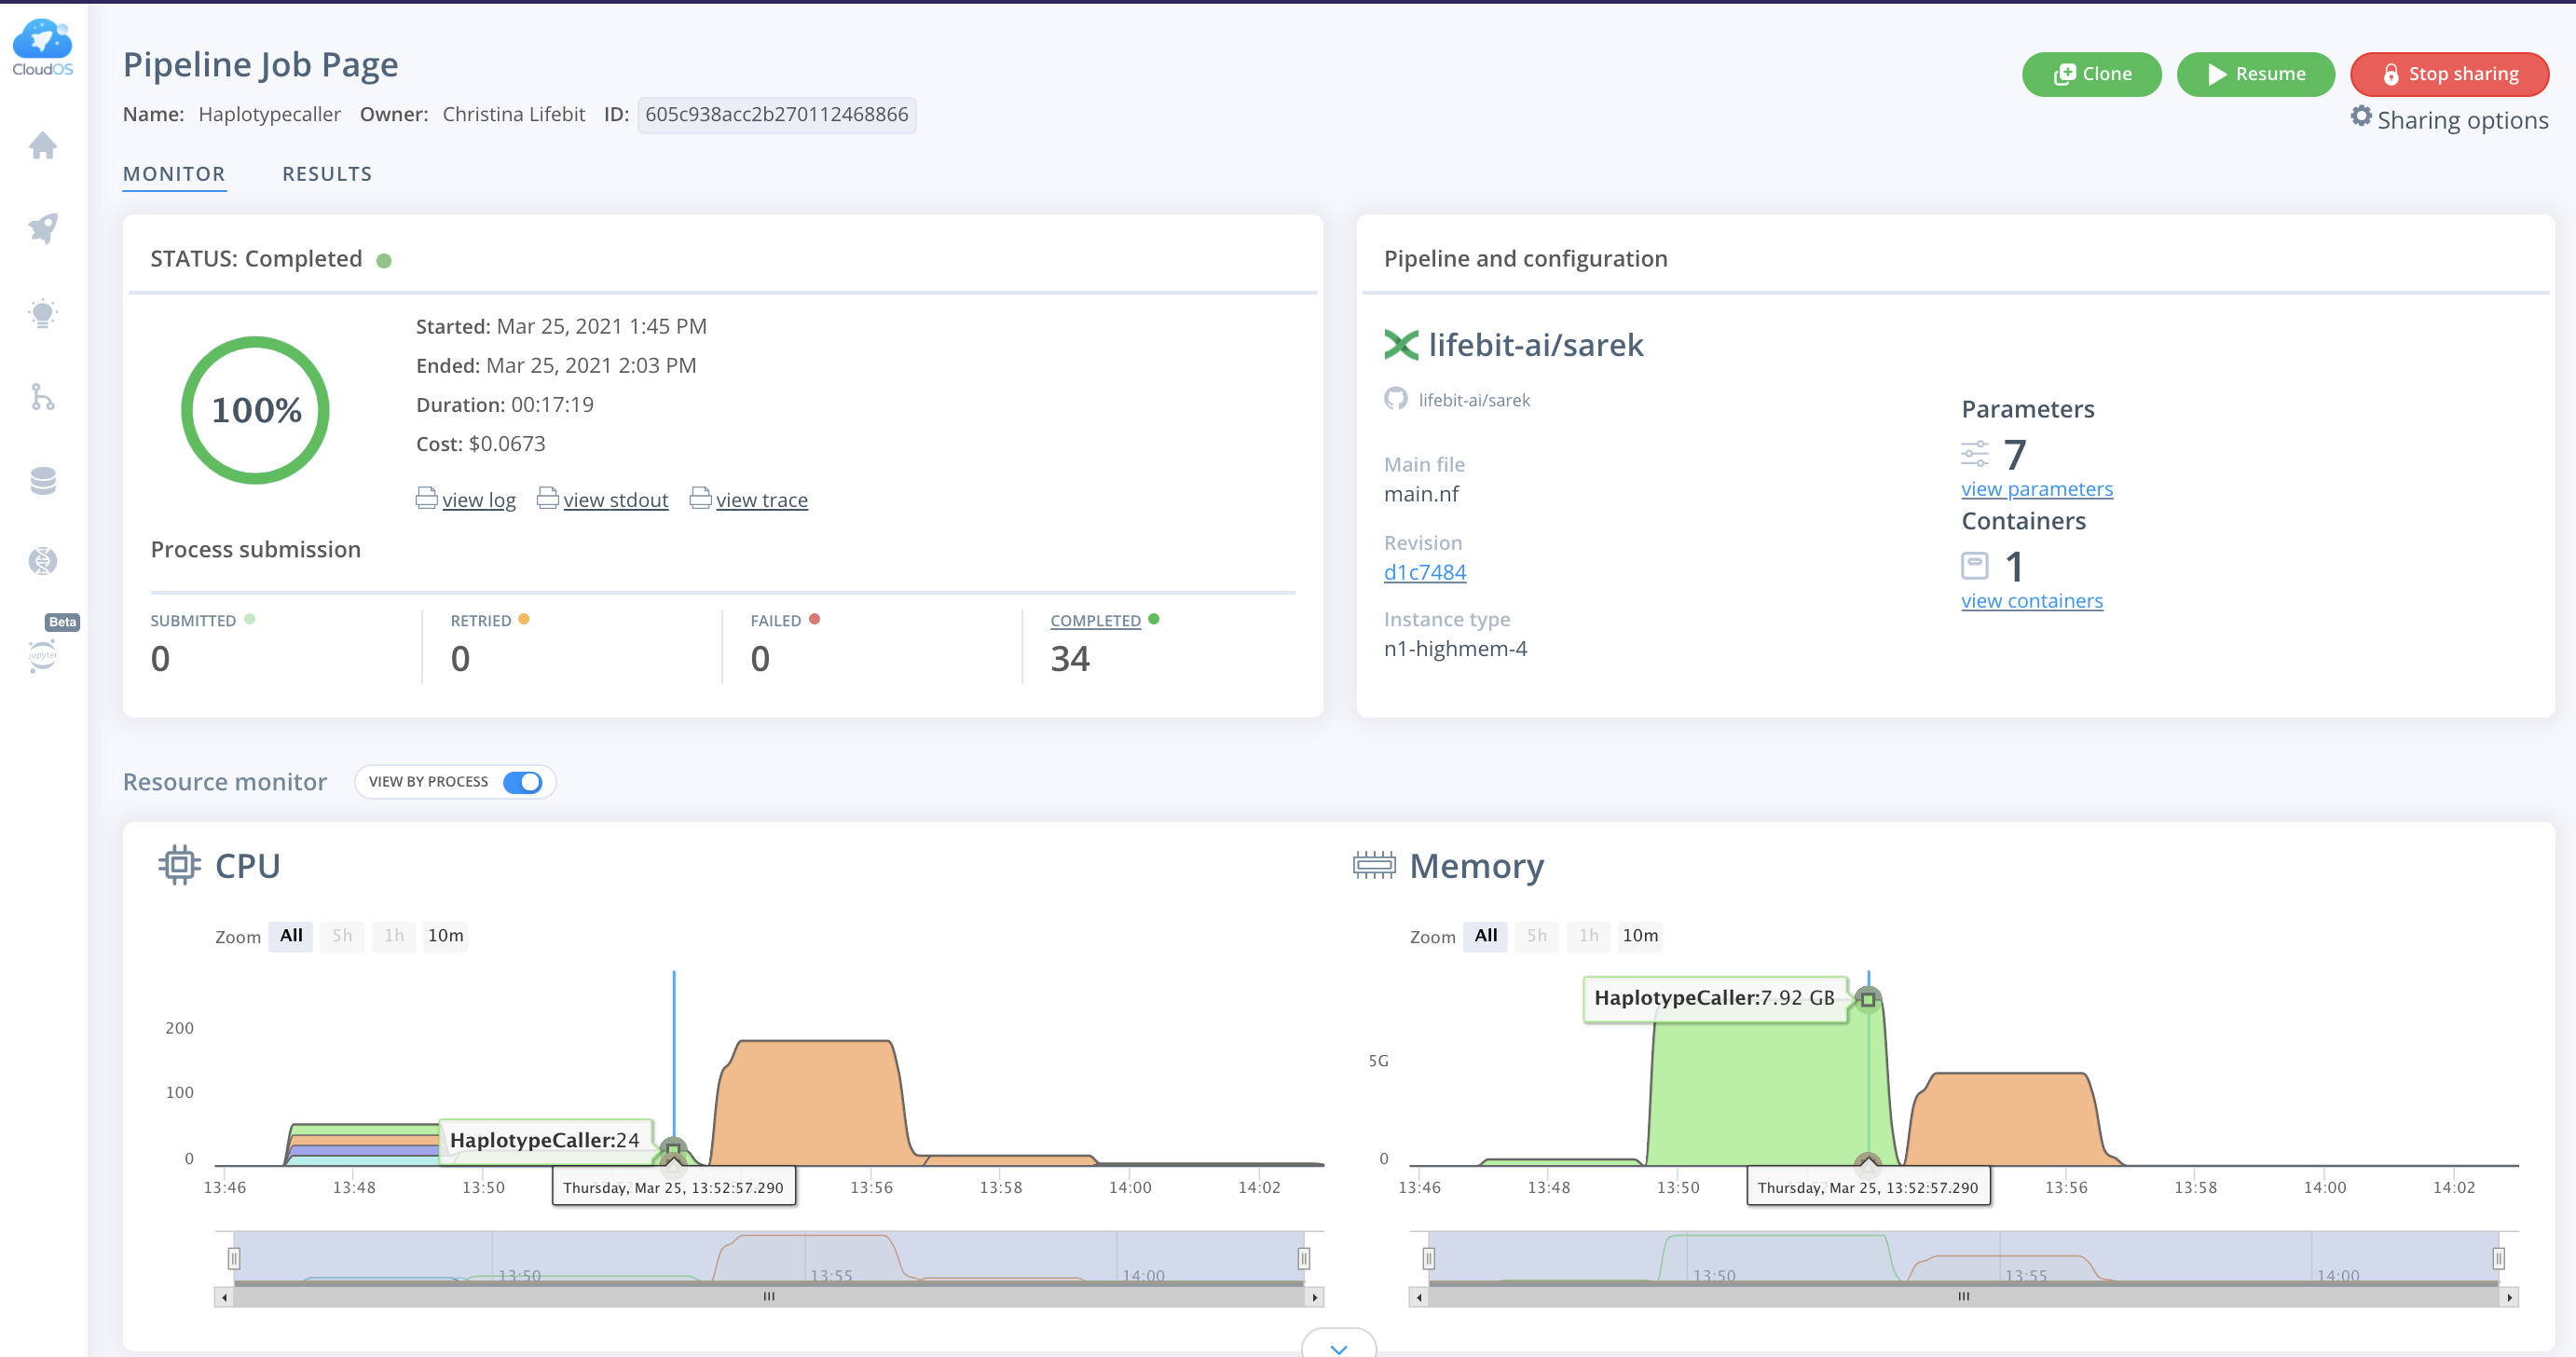 CloudOS
Pipeline Job Page
Clone
Resume
Stop sharing
Name: Haplotypecaller Owner: Christina Lifebit ID: 605c938acc2b270112468866
Sharing options
MONITOR RESULTS
STATUS: Completed
100%
Started: Mar 25, 2021 1:45 PM
Ended: Mar 25, 2021 2:03 PM
Duration: 00:17:19
Cost: $0.0673
view log view stdout view trace
Process submission
SUBMITTED RETRIED FAILED COMPLETED
0 0 0 34
Pipeline and configuration
lifebit-ai/sarek
lifebit-ai/sarek
Main file
main.nf
Revision
d1c7484
Instance type
n1-highmem-4
Parameters
7
view parameters
Containers
1
view containers
Beta
jupyter
Resource monitor VIEW BY PROCESS
CPU
Zoom All 5h 1h 10m
200
100
0
HaplotypeCaller:24
13:46 13:48 13:50 13:56 13:58 14:00 14:02
Thursday, Mar 25, 13:52:57.290
13:50 13:55 14:00
Memory
Zoom All 5h 1h 10m
HaplotypeCaller:7.92 GB
5G
0
13:46 13:48 13:50 13:56 13:58 14:00 14:02
Thursday, Mar 25, 13:52:57.290
13:50 13:55 14:00